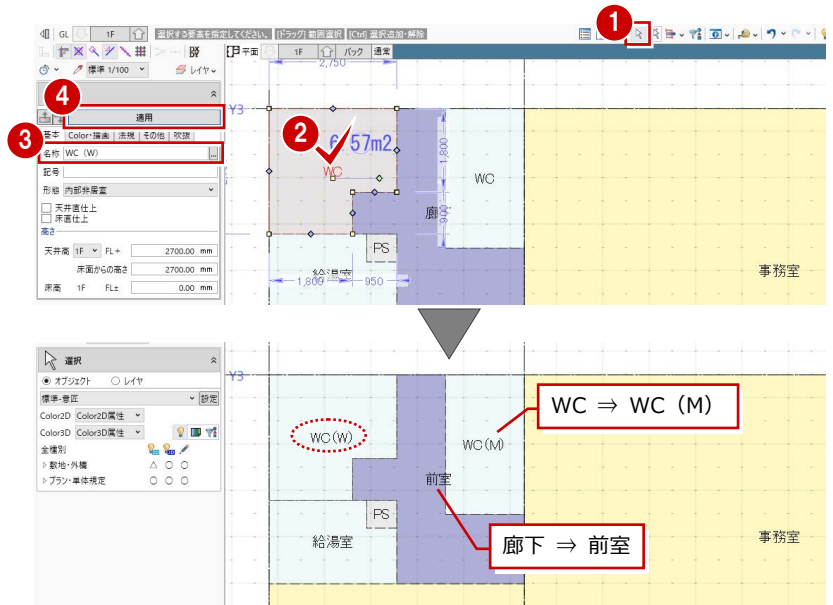 GL 1F 選択する要素を指定してください。 [ドラッグ] 範囲選択 [Ctrl] 選択追加・解除
1
平面 1F バック 通常
標準 1/100 レイヤ
4
適用
基本 Color・描画 法規 その他 吹抜
3
名称 WC (W) ...
記号
形態 内部非居室
天井直仕上
床直仕上
高さ
天井高 1F FL+ 2700.00 mm
床面からの高さ 2700.00 mm
床高 1F FL± 0.00 mm
2,750
Y3
2
57m2
WC
1,800
WC
900
PS
1,800
950
事務室
選択
オブジェクト レイヤ
標準-意匠 設定
Color2D Color2D属性
Color3D Color3D属性
全種別
敷地・外構
プラン・単体規定
Y3
WC(W)
WC(M)
前室
PS
給湯室
事務室
WC ⇒ WC（M）
廊下 ⇒ 前室